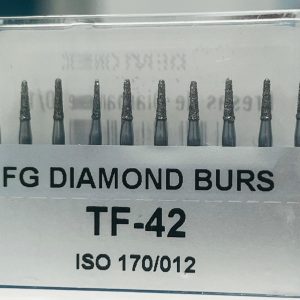 FG DIAMOND BURS
TF-42
ISO 170/012